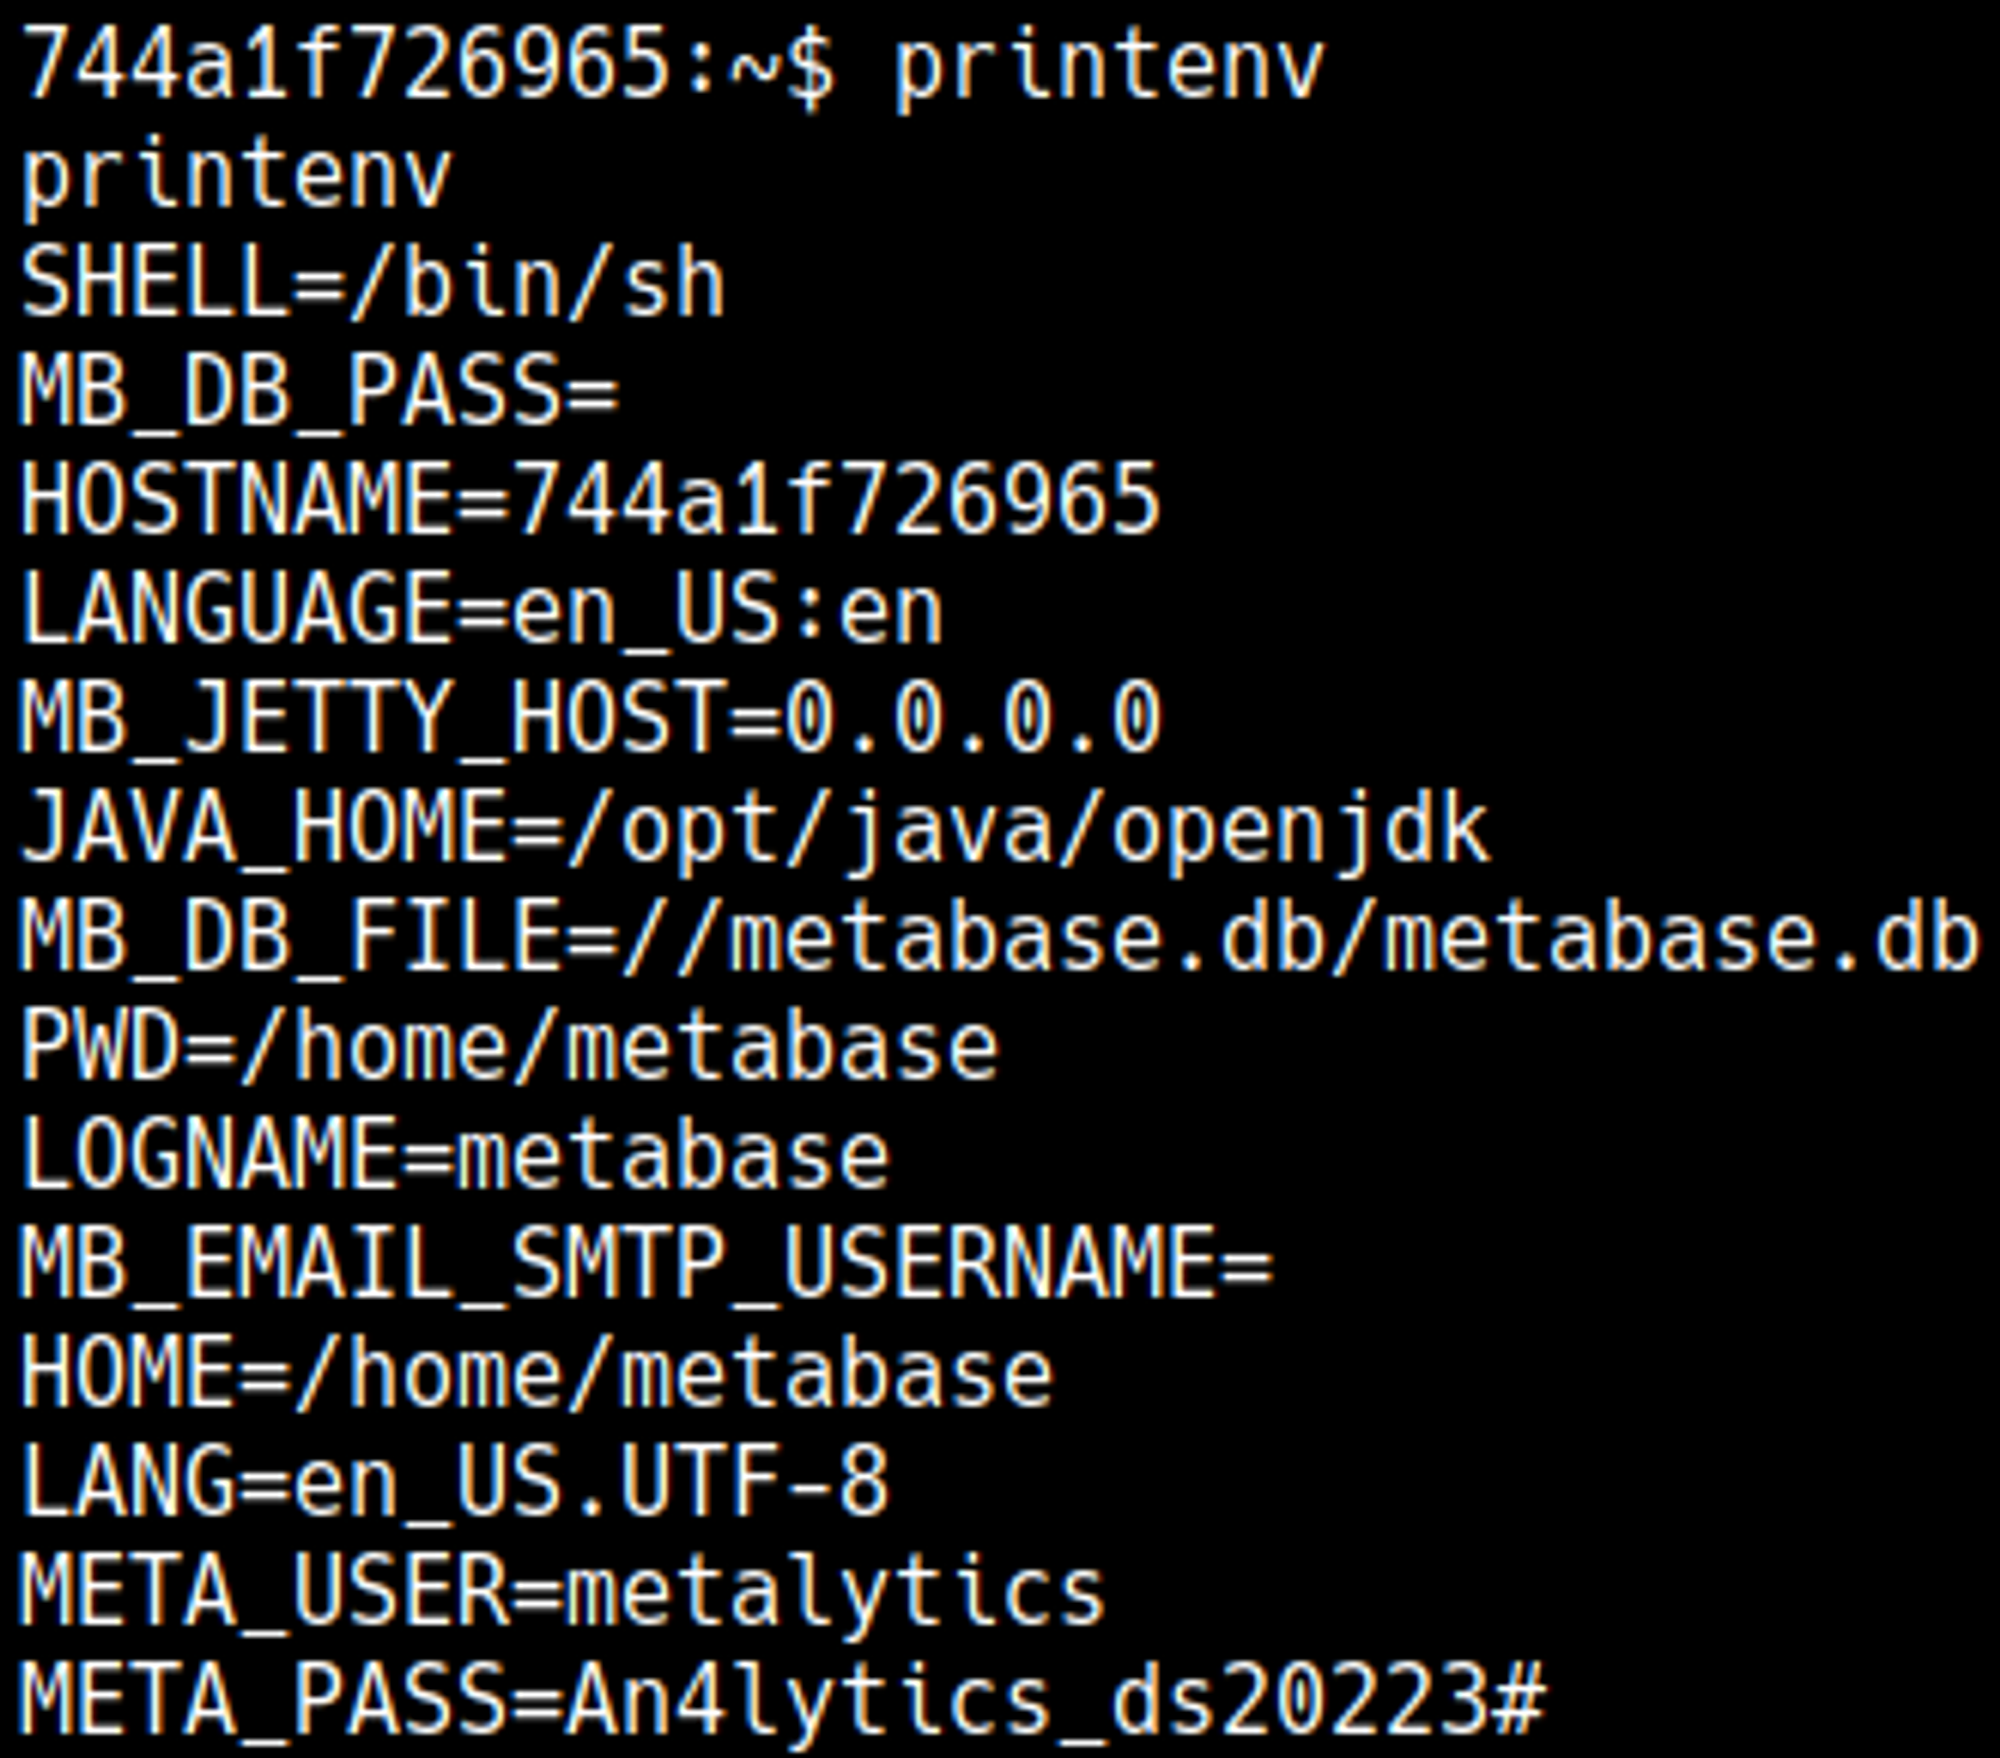 744a1f726965:~$ printenv
printenv
SHELL=/bin/sh
MB_DB_PASS=
HOSTNAME=744a1f726965
LANGUAGE=en_US:en
MB_JETTY_HOST=0.0.0.0
JAVA_HOME=/opt/java/openjdk
MB_DB_FILE=//metabase.db/metabase.db
PWD=/home/metabase
LOGNAME=metabase
MB_EMAIL_SMTP_USERNAME=
HOME=/home/metabase
LANG=en_US.UTF-8
META_USER=metalytics
META_PASS=An4lytics_ds20223#